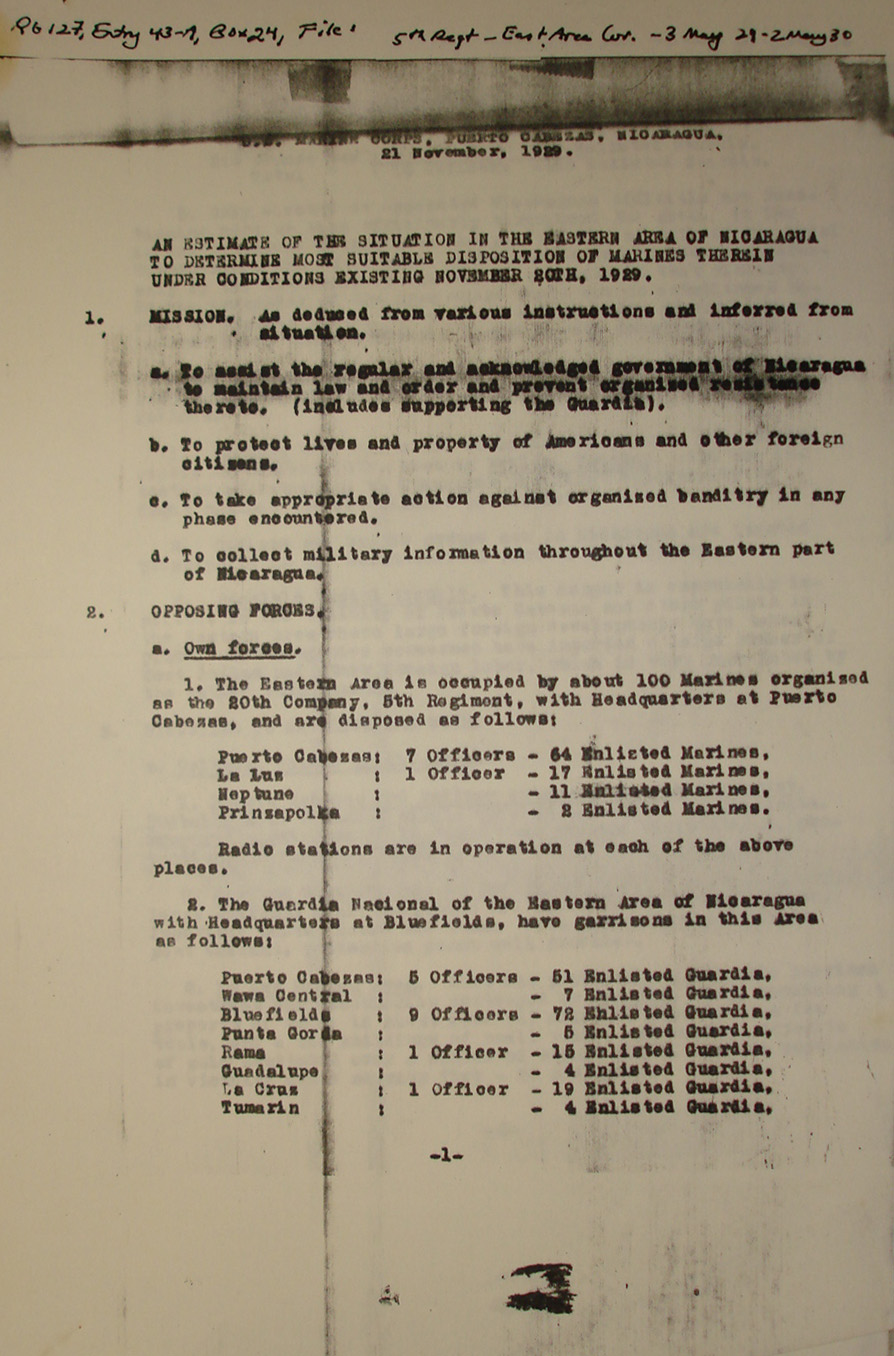 RG 127, Entry 43-A, Box 24, File: 5th Regt - East Area Cor. - 3 May 29 - 2 May 30
U.S. MARINE CORPS, PUERTO CABEZAS, NICARAGUA,
21 November, 1929.
AN ESTIMATE OF THE SITUATION IN THE EASTERN AREA OF NICARAGUA
TO DETERMINE MOST SUITABLE DISPOSITION OF MARINES THEREIN
UNDER CONDITIONS EXISTING NOVEMBER 20TH, 1929.
1. MISSION. As deduced from various instructions and inferred from
situation.
a. To assist the regular and acknowledged government of Nicaragua
to maintain law and order and prevent organized resistence
thereto. (includes supporting the Guardia).
b. To protect lives and property of Americans and other foreign
citizens.
c. To take appropriate action against organized banditry in any
phase encountered.
d. To collect military information throughout the Eastern part
of Nicaragua.
2. OPPOSING FORCES.
a. Own forces.
1. The Eastern Area is occupied by about 100 Marines organized
as the 20th Company, 5th Regiment, with Headquarters at Puerto
Cabezas, and are disposed as follows:
Puerto Cabezas: 7 Officers - 64 Enlisted Marines,
La Luz : 1 Officer - 17 Enlisted Marines,
Neptune : - 11 Enlisted Marines,
Prinzapolka : - 2 Enlisted Marines.
Radio stations are in operation at each of the above
places.
2. The Guardia Nacional of the Eastern Area of Nicaragua
with Headquarters at Bluefields, have garrisons in this Area
as follows:
Puerto Cabezas: 5 Officers - 51 Enlisted Guardia,
Wawa Central : - 7 Enlisted Guardia,
Bluefields : 9 Officers - 72 Ehlisted Guardia,
Punta Gorda : - 5 Enlisted Guardia,
Rama : 1 Officer - 15 Enlisted Guardia,
Guadalupe : - 4 Enlisted Guardia,
La Cruz : 1 Officer - 19 Enlisted Guardia,
Tumarin : - 4 Enlisted Guardia,
-1-